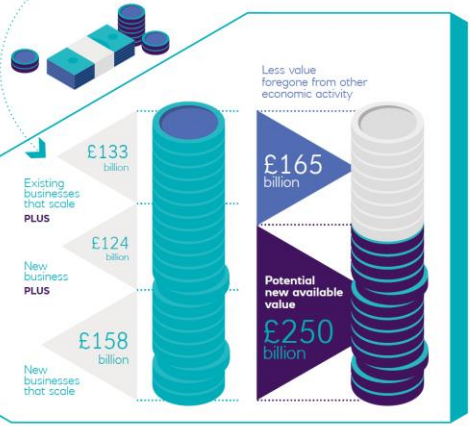 £133
billion
Existing
businesses
that scale
PLUS
£124
billion
New
business
PLUS
£158
billion
New
businesses
that scale
Less value
foregone from other
economic activity
£165
billion
Potential
new available
value
£250
billion